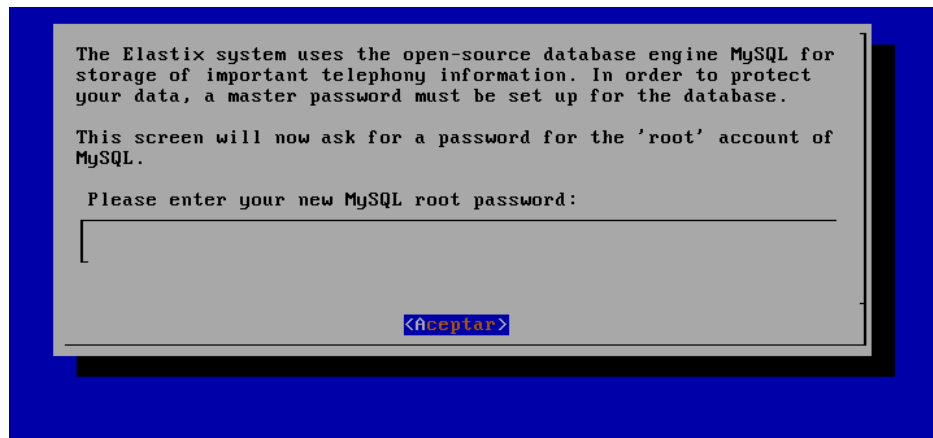 The Elastix system uses the open-source database engine MySQL for
storage of important telephony information. In order to protect
your data, a master password must be set up for the database.
This screen will now ask for a password for the 'root' account of
MySQL.
Please enter your new MySQL root password:
<Aceptar>